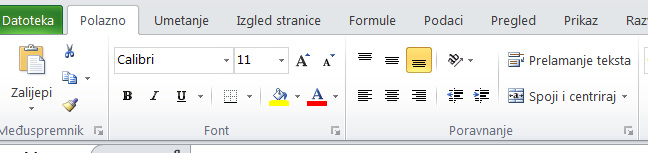 Datoteka Polazno Umetanje Izgled stranice Formule Podaci Pregled Prikaz Raz
Calibri 11 A A Prelamanje teksta
Zalijepi B I U A Spoji i centriraj
Međuspremnik Font Poravnanje